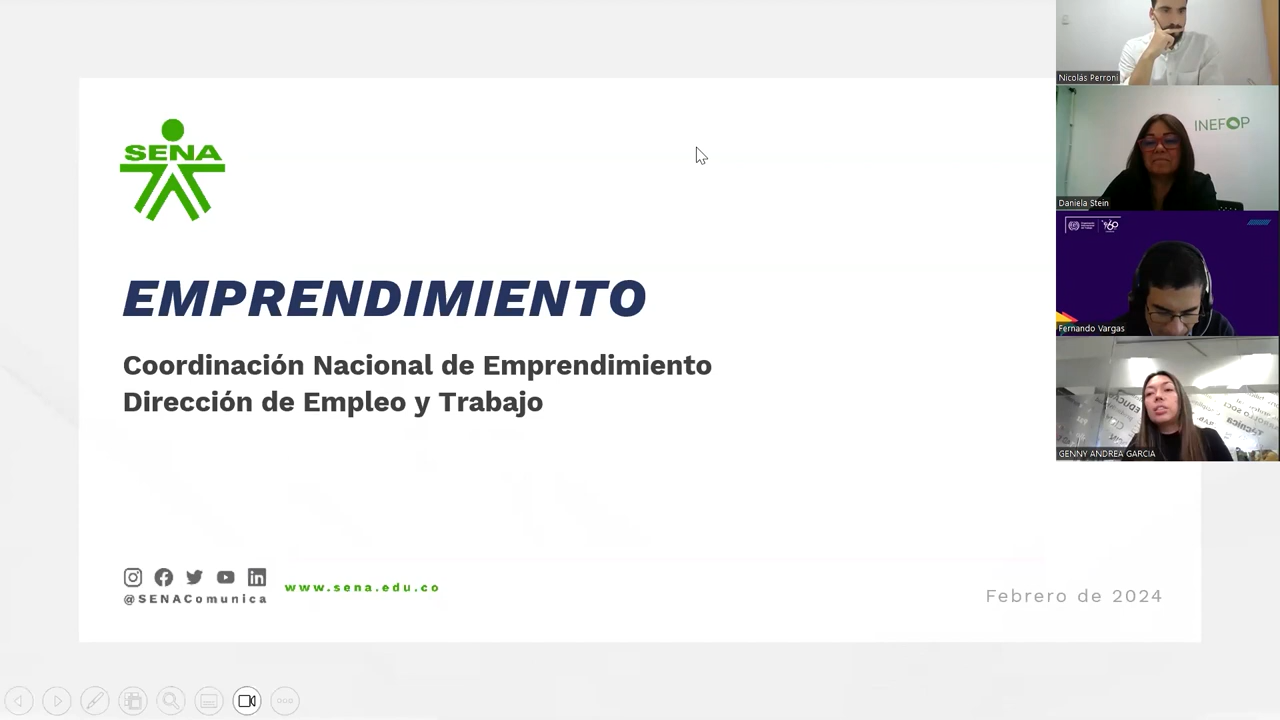 SENA
EMPRENDIMIENTO
Coordinación Nacional de Emprendimiento
Dirección de Empleo y Trabajo
@SENAComunica
www.sena.edu.co
Febrero de 2024
Nicolás Perroni
INEFOP
Daniela Stein
60
Fernando Vargas
GENNY ANDREA GARCIA